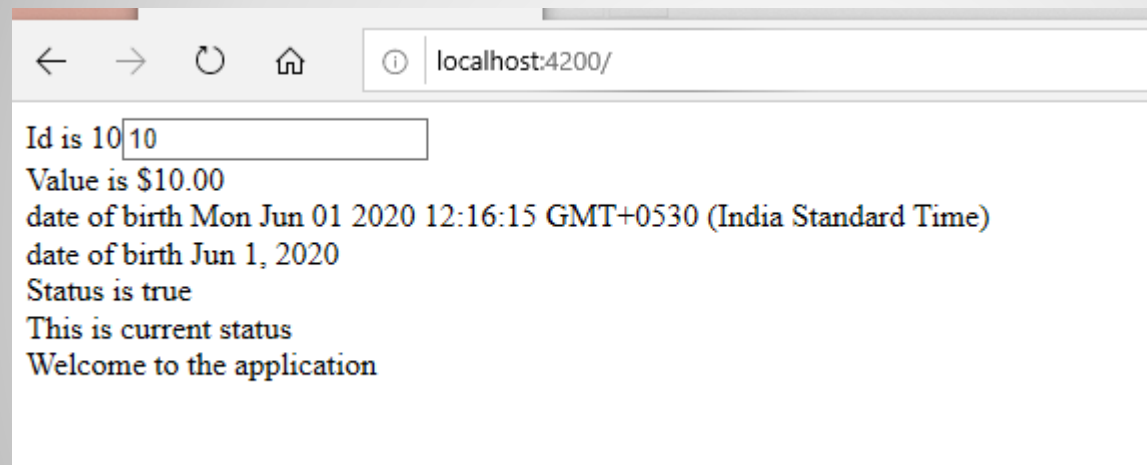 localhost:4200/
Id is 10 10
Value is $10.00
date of birth Mon Jun 01 2020 12:16:15 GMT+0530 (India Standard Time)
date of birth Jun 1, 2020
Status is true
This is current status
Welcome to the application